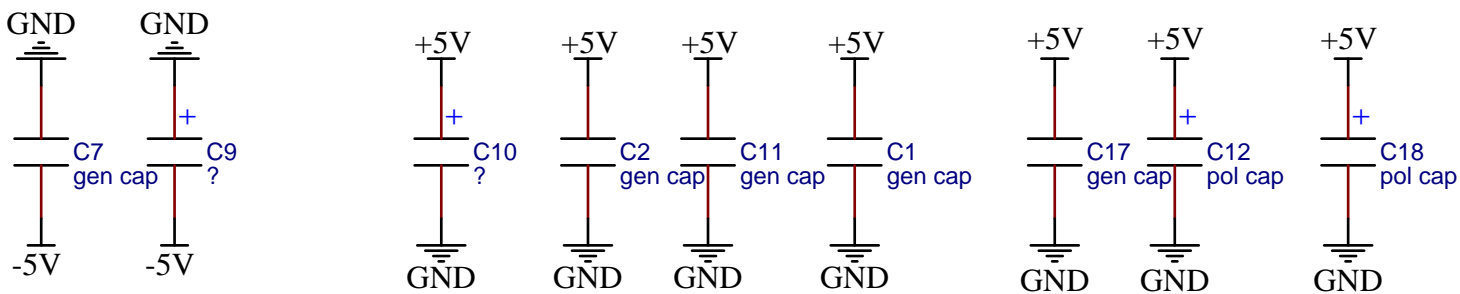 GND GND
+5V +5V +5V +5V +5V +5V +5V
+ + + +
C7 C9 C10 C2 C11 C1 C17 C12 C18
gen cap ? ? gen cap gen cap gen cap gen cap pol cap pol cap
-5V -5V GND GND GND GND GND GND GND